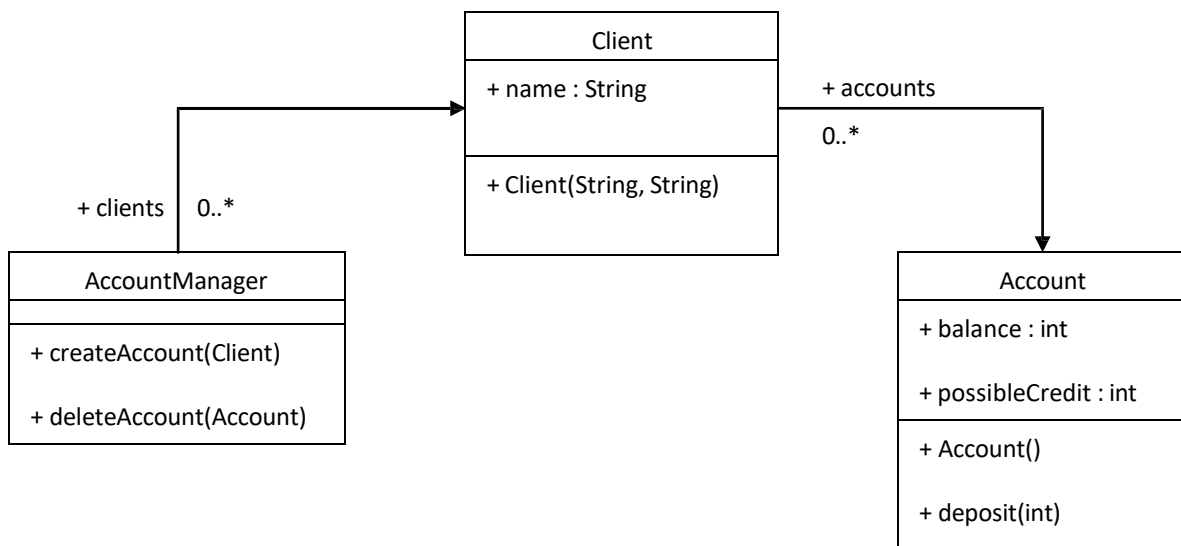 Client
+ name : String
+ Client(String, String)
+ accounts
0..*
+ clients
0..*
AccountManager
+ createAccount(Client)
+ deleteAccount(Account)
Account
+ balance : int
+ possibleCredit : int
+ Account()
+ deposit(int)